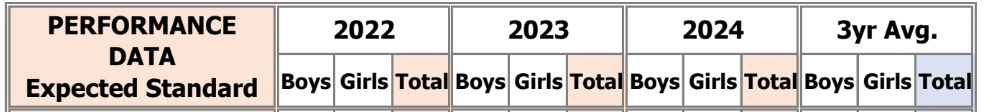 PERFORMANCE
DATA
Expected Standard
2022
2023
2024
3yr Avg.
Boys Girls Total Boys Girls Total Boys Girls Total Boys Girls Total